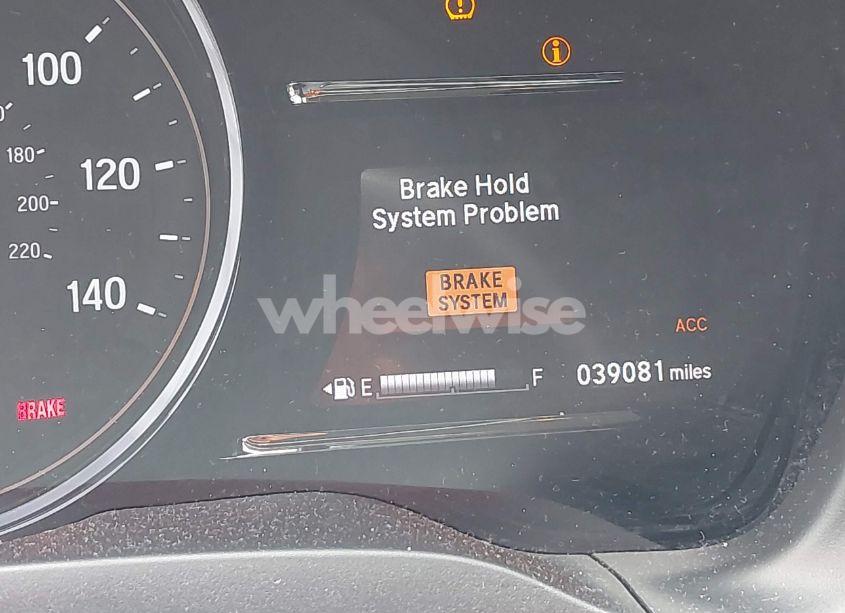 100
180
120
200
220
140
BRAKE
Brake Hold
System Problem
BRAKE
SYSTEM
wheelwise
ACC
E
F
039081 miles